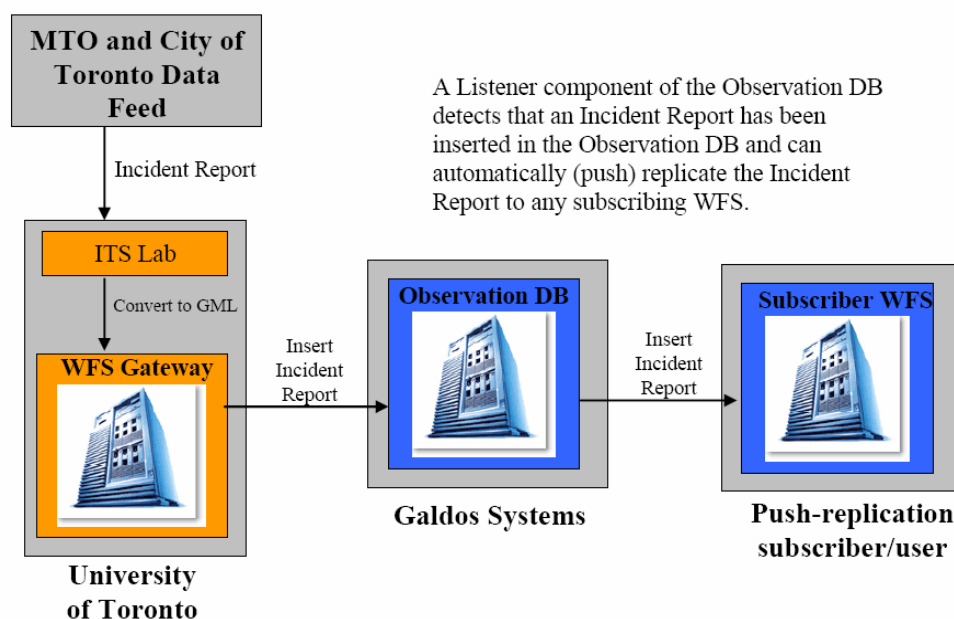 MTO and City of
Toronto Data
Feed
A Listener component of the Observation DB
detects that an Incident Report has been
inserted in the Observation DB and can
automatically (push) replicate the Incident
Report to any subscribing WFS.
Incident Report
ITS Lab
Convert to GML
WFS Gateway
Insert
Incident
Report
Observation DB
Insert
Incident
Report
Subscriber WFS
University
of Toronto
Galdos Systems
Push-replication
subscriber/user